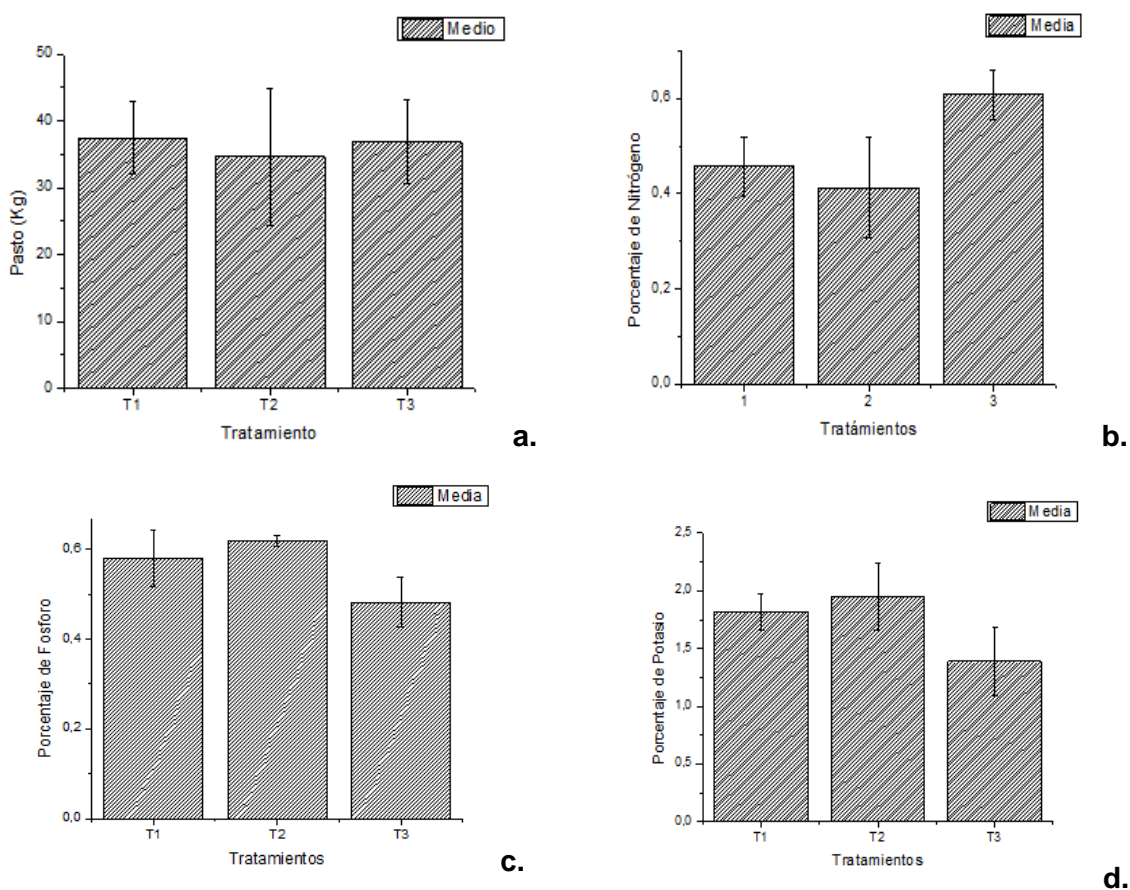 Medio
50
40
30
20
10
0
Pasto (Kg)
T1 T2 T3
Tratamiento
a.
Media
0,6
0,4
0,2
0,0
Porcentaje de Nitrógeno
1 2 3
Tratámientos
b.
Media
0,6
0,4
0,2
0,0
Porcentaje de Fosforo
T1 T2 T3
Tratamientos
c.
Media
2,5
2,0
1,5
1,0
0,5
0,0
Porcentaje de Potasio
T1 T2 T3
Tratamientos
d.